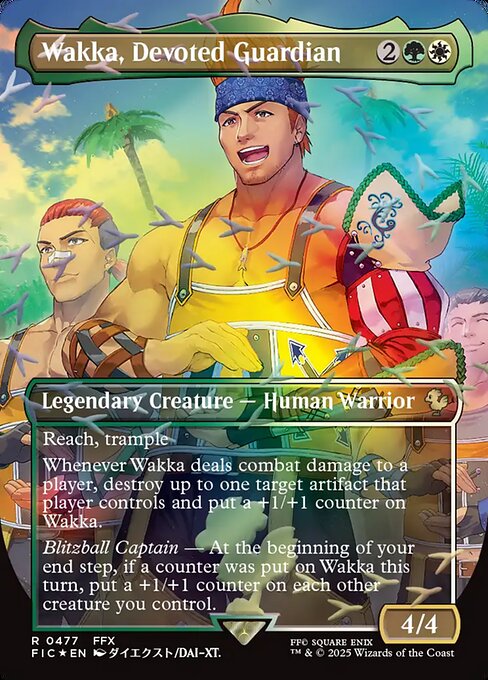 Wakka, Devoted Guardian 2
Legendary Creature — Human Warrior
Reach, trample
Whenever Wakka deals combat damage to a
player, destroy up to one target artifact that
player controls and put a +1/+1 counter on
Wakka.
Blitzball Captain — At the beginning of your
end step, if a counter was put on Wakka this
turn, put a +1/+1 counter on each other
creature you control.
4/4
R 0477 FFX
FIC★EN ダイエクスト/DAI-XT.
FF© SQUARE ENIX
™ & © 2025 Wizards of the Coast